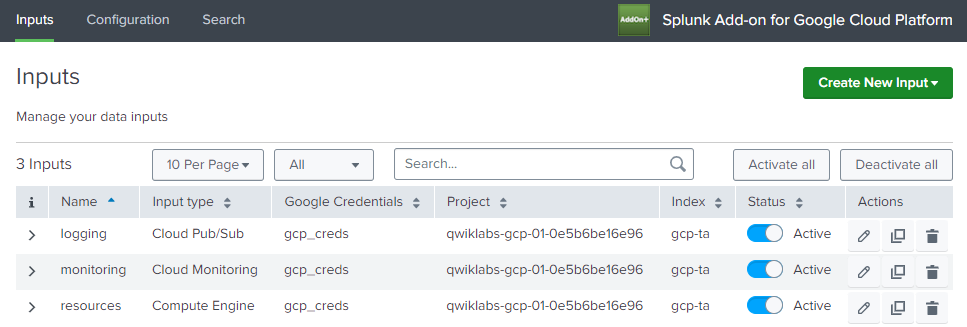 Inputs Configuration Search AddOn+ Splunk Add-on for Google Cloud Platform
Inputs
Create New Input
Manage your data inputs
3 Inputs 10 Per Page All Search... Activate all Deactivate all
i Name Input type Google Credentials Project Index Status Actions
logging Cloud Pub/Sub gcp_creds qwiklabs-gcp-01-0e5b6be16e96 gcp-ta Active
monitoring Cloud Monitoring gcp_creds qwiklabs-gcp-01-0e5b6be16e96 gcp-ta Active
resources Compute Engine gcp_creds qwiklabs-gcp-01-0e5b6be16e96 gcp-ta Active